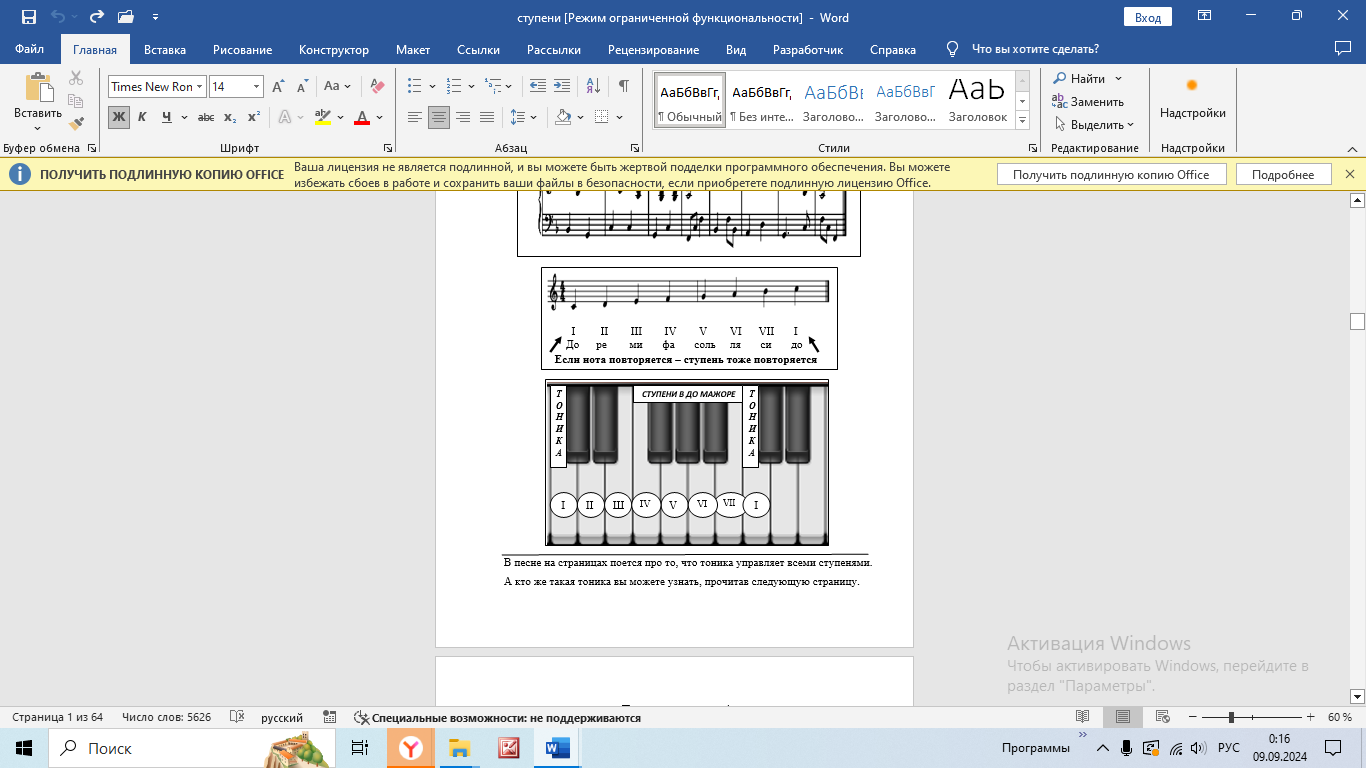 ступени [Режим ограниченной функциональности] - Word
Вход
Файл Главная Вставка Рисование Конструктор Макет Ссылки Рассылки Рецензирование Вид Разработчик Справка Что вы хотите сделать?
Вставить
Times New Ron 14 Aa
Ж К Ч abc x₂ x² A A
АаБбВвГг, АаБбВвГг, АаБбВв АаБбВвГ АаЬ
¶ Обычный ¶ Без инте... Заголово... Заголово... Заголовок
Найти
Заменить
Выделить
Надстройки
Буфер обмена Шрифт Абзац Стили Редактирование Надстройки
ПОЛУЧИТЬ ПОДЛИННУЮ КОПИЮ OFFICE
Ваша лицензия не является подлинной, и вы можете быть жертвой подделки программного обеспечения. Вы можете
избежать сбоев в работе и сохранить ваши файлы в безопасности, если приобретете подлинную лицензию Office.
Получить подлинную копию Office Подробнее
I II III IV V VI VII I
До ре ми фа соль ля си до
Если нота повторяется – ступень тоже повторяется
ТОНИКА
СТУПЕНИ В ДО МАЖОРЕ
ТОНИКА
I II III IV V VI VII I
В песне на страницах поется про то, что тоника управляет всеми ступенями.
А кто же такая тоника вы можете узнать, прочитав следующую страницу.
Активация Windows
Чтобы активировать Windows, перейдите в
раздел "Параметры".
Страница 1 из 64 Число слов: 5626 русский Специальные возможности: не поддерживаются 60 %
Поиск
Программы
РУС
0:16
09.09.2024